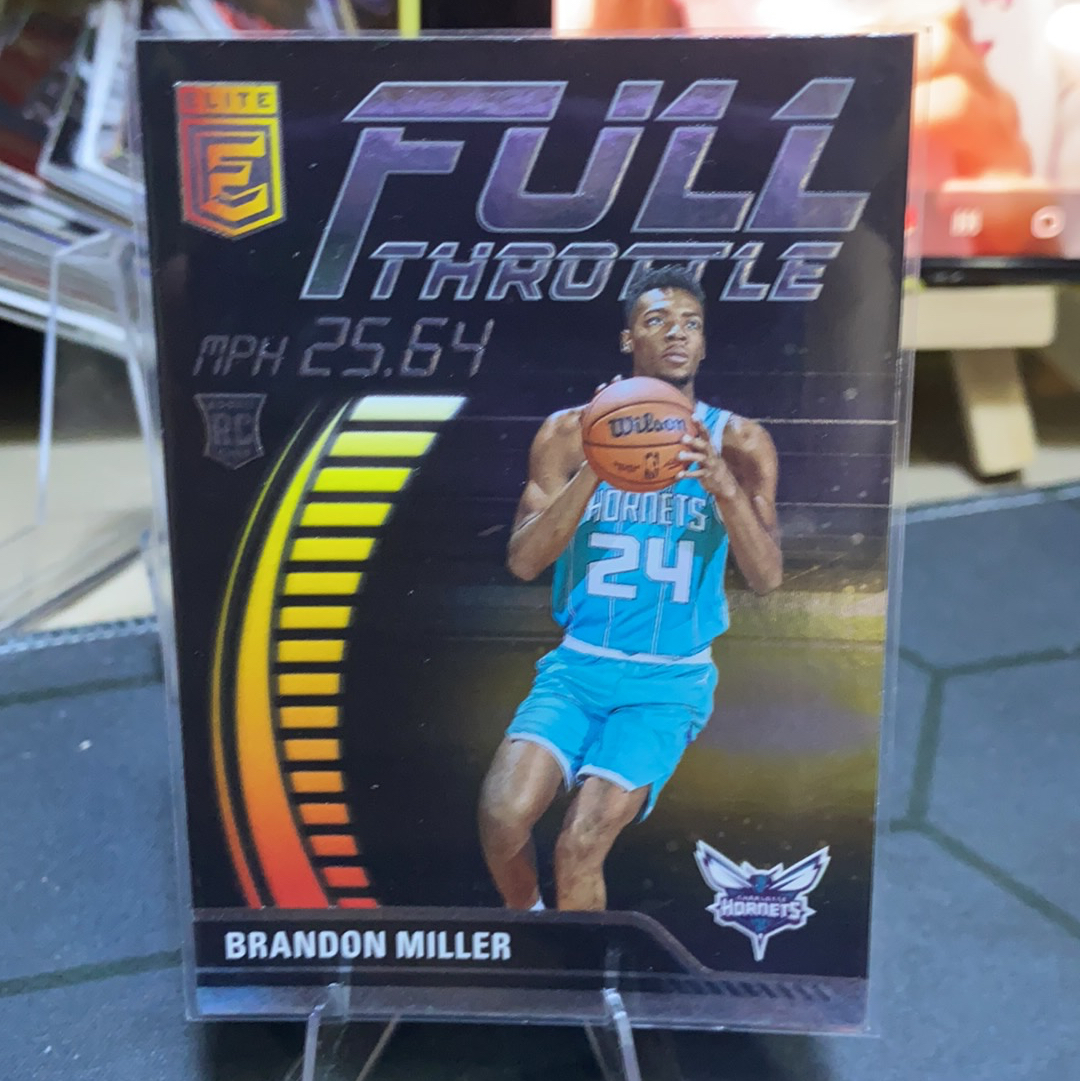 ELITE
E
FULL
THROTTLE
MPH 25.64
RC
Wilson
HORNETS
24
CHARLOTTE
HORNETS
BRANDON MILLER